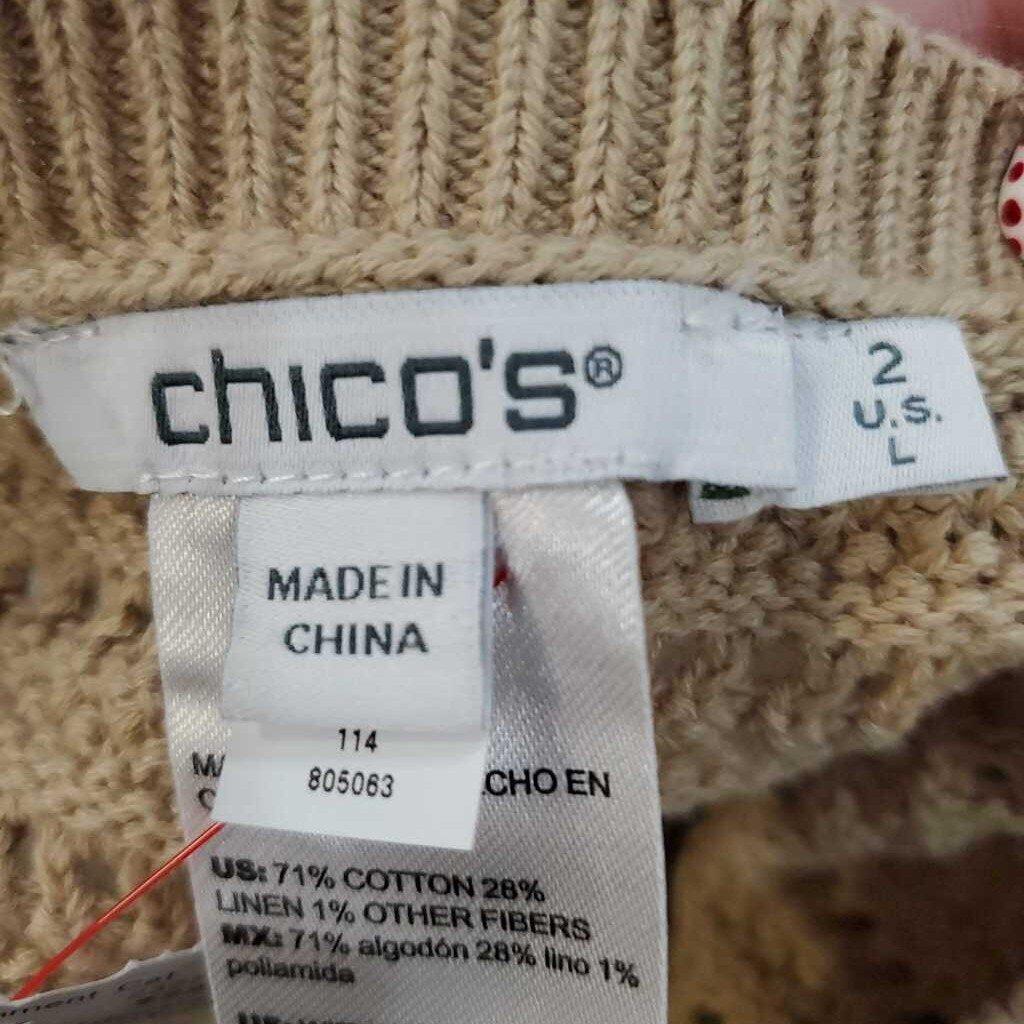 chico's®
2
U.S.
L
MADE IN
CHINA
114
805063
CHO EN
US: 71% COTTON 28%
LINEN 1% OTHER FIBERS
MX: 71% algodón 28% lino 1%
poliamida